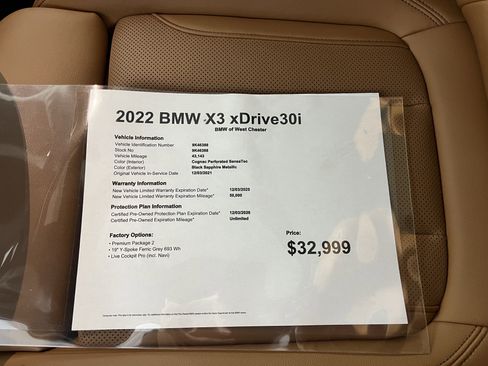 2022 BMW X3 xDrive30i
BMW of West Chester
Vehicle Information
Vehicle Identification Number 9K46398
Stock No 9K46398
Vehicle Mileage 43,143
Color (Interior) Cognac Perforated SensaTec
Color (Exterior) Black Sapphire Metallic
Original Vehicle In-Service Date 12/03/2021
Warranty Information
New Vehicle Limited Warranty Expiration Date* 12/03/2025
New Vehicle Limited Warranty Expiration Mileage* 50,000
Protection Plan Information
Certified Pre-Owned Protection Plan Expiration Date* 12/03/2026
Certified Pre-Owned Expiration Mileage* Unlimited
Factory Options: Price:
• Premium Package 2
• 19" Y-Spoke Ferric Grey 693 Wh
• Live Cockpit Pro (incl. Navi)
$32,999